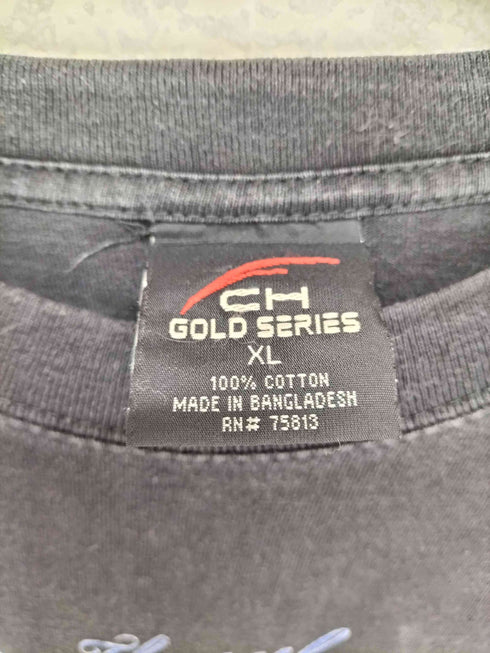 CH
GOLD SERIES
XL
100% COTTON
MADE IN BANGLADESH
RN# 75813